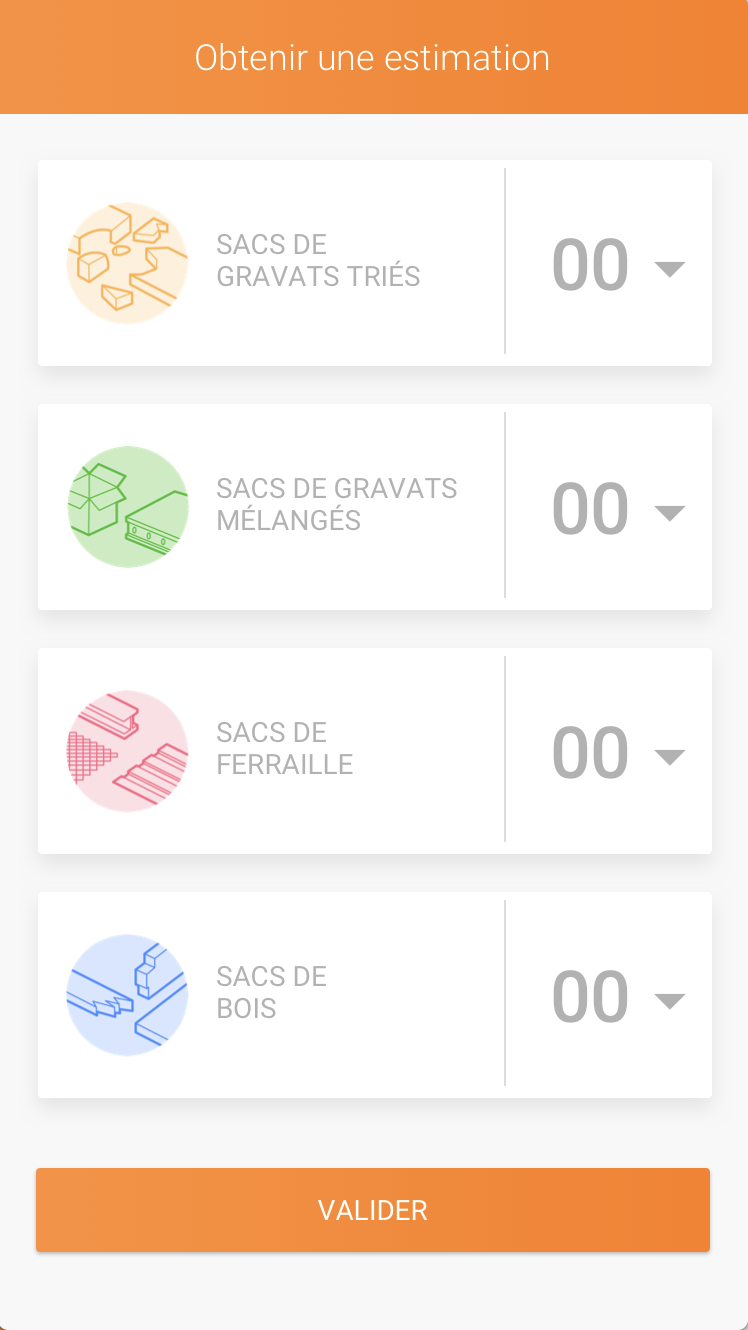 Obtenir une estimation
SACS DE
GRAVATS TRIÉS
00
SACS DE GRAVATS
MÉLANGÉS
00
SACS DE
FERRAILLE
00
SACS DE
BOIS
00
VALIDER